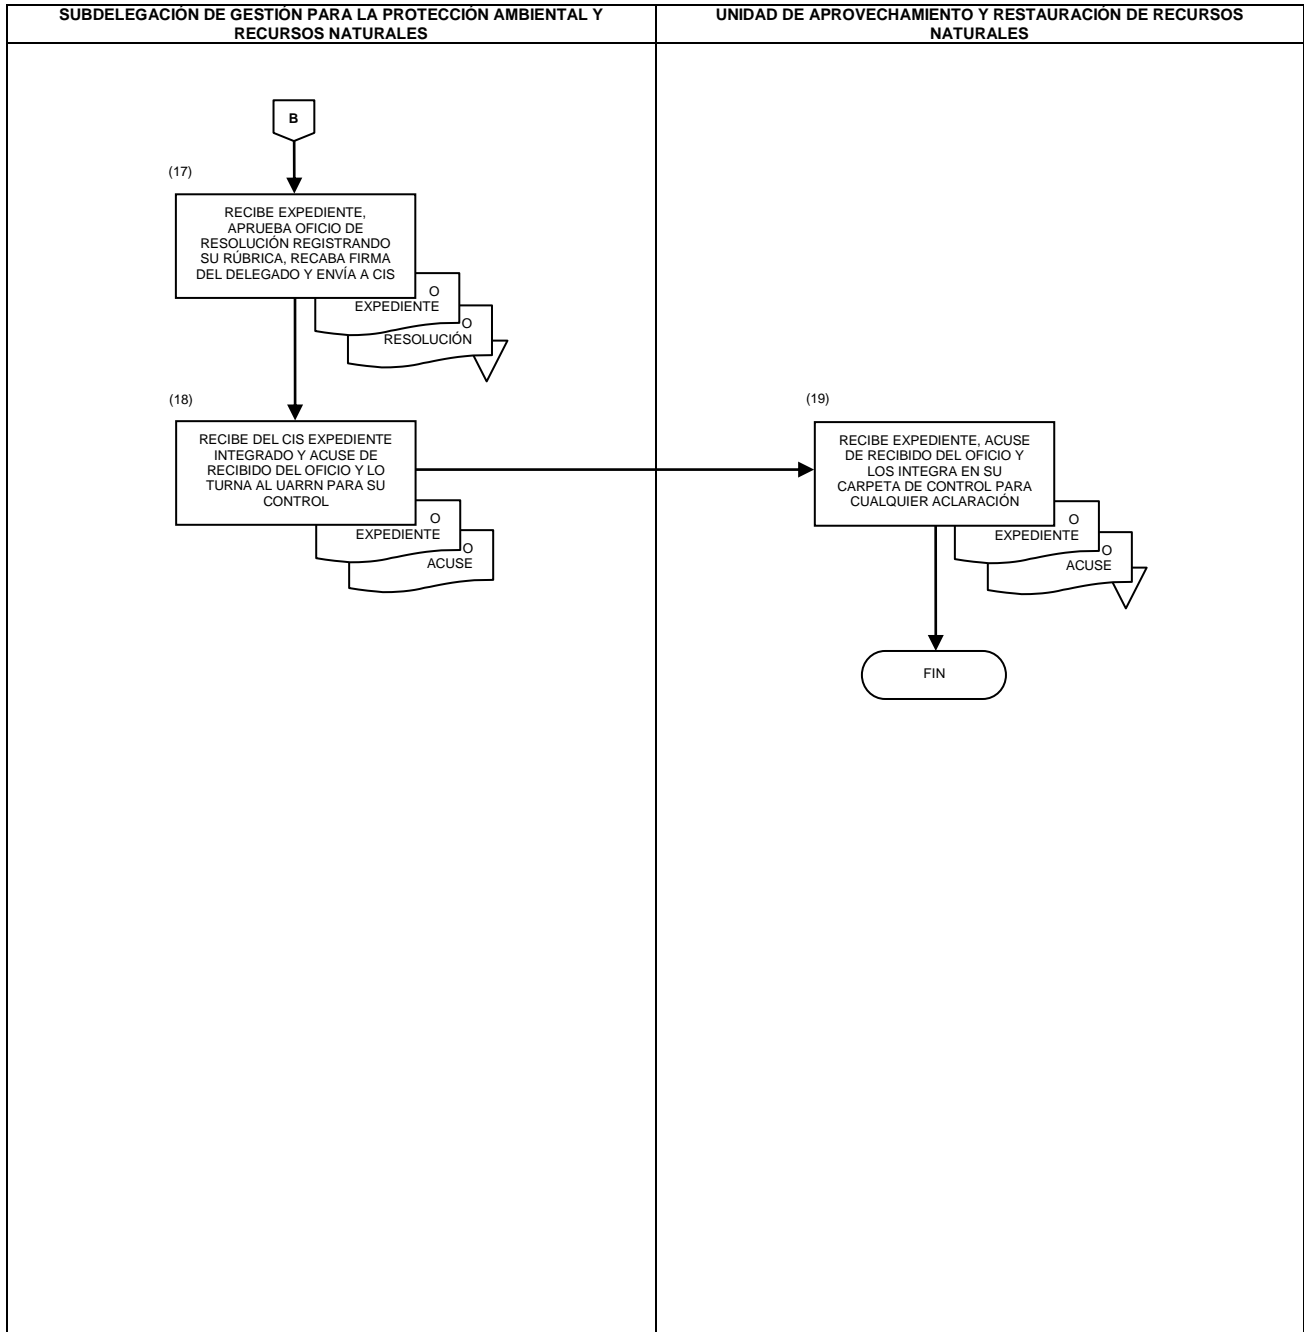 SUBDELEGACIÓN DE GESTIÓN PARA LA PROTECCIÓN AMBIENTAL Y
RECURSOS NATURALES
UNIDAD DE APROVECHAMIENTO Y RESTAURACIÓN DE RECURSOS
NATURALES
B
(17)
RECIBE EXPEDIENTE,
APRUEBA OFICIO DE
RESOLUCIÓN REGISTRANDO
SU RÚBRICA, RECABA FIRMA
DEL DELEGADO Y ENVÍA A CIS
O
EXPEDIENTE
O
RESOLUCIÓN
(18)
RECIBE DEL CIS EXPEDIENTE
INTEGRADO Y ACUSE DE
RECIBIDO DEL OFICIO Y LO
TURNA AL UARRN PARA SU
CONTROL
O
EXPEDIENTE
O
ACUSE
(19)
RECIBE EXPEDIENTE, ACUSE
DE RECIBIDO DEL OFICIO Y
LOS INTEGRA EN SU
CARPETA DE CONTROL PARA
CUALQUIER ACLARACIÓN
O
EXPEDIENTE
O
ACUSE
FIN